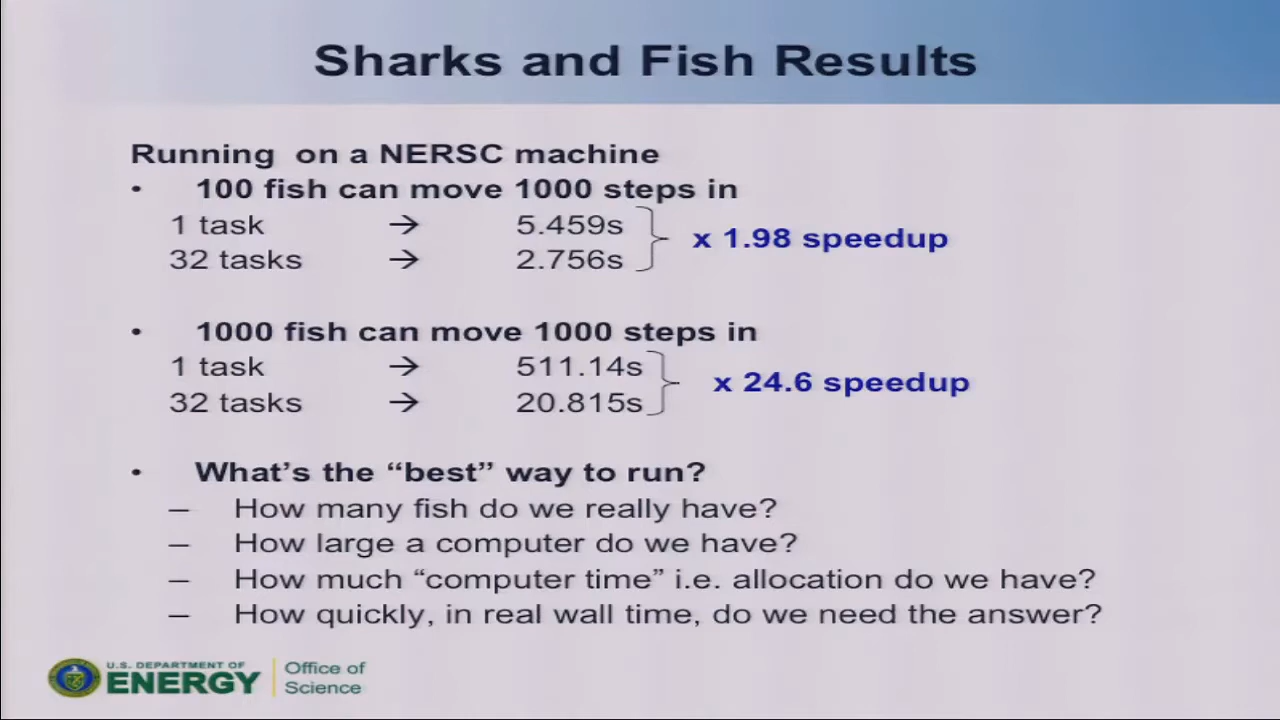 Sharks and Fish Results
Running on a NERSC machine
• 100 fish can move 1000 steps in
1 task → 5.459s
32 tasks → 2.756s
x 1.98 speedup
• 1000 fish can move 1000 steps in
1 task → 511.14s
32 tasks → 20.815s
x 24.6 speedup
• What's the “best” way to run?
– How many fish do we really have?
– How large a computer do we have?
– How much “computer time” i.e. allocation do we have?
– How quickly, in real wall time, do we need the answer?
U.S. DEPARTMENT OF
ENERGY
Office of
Science